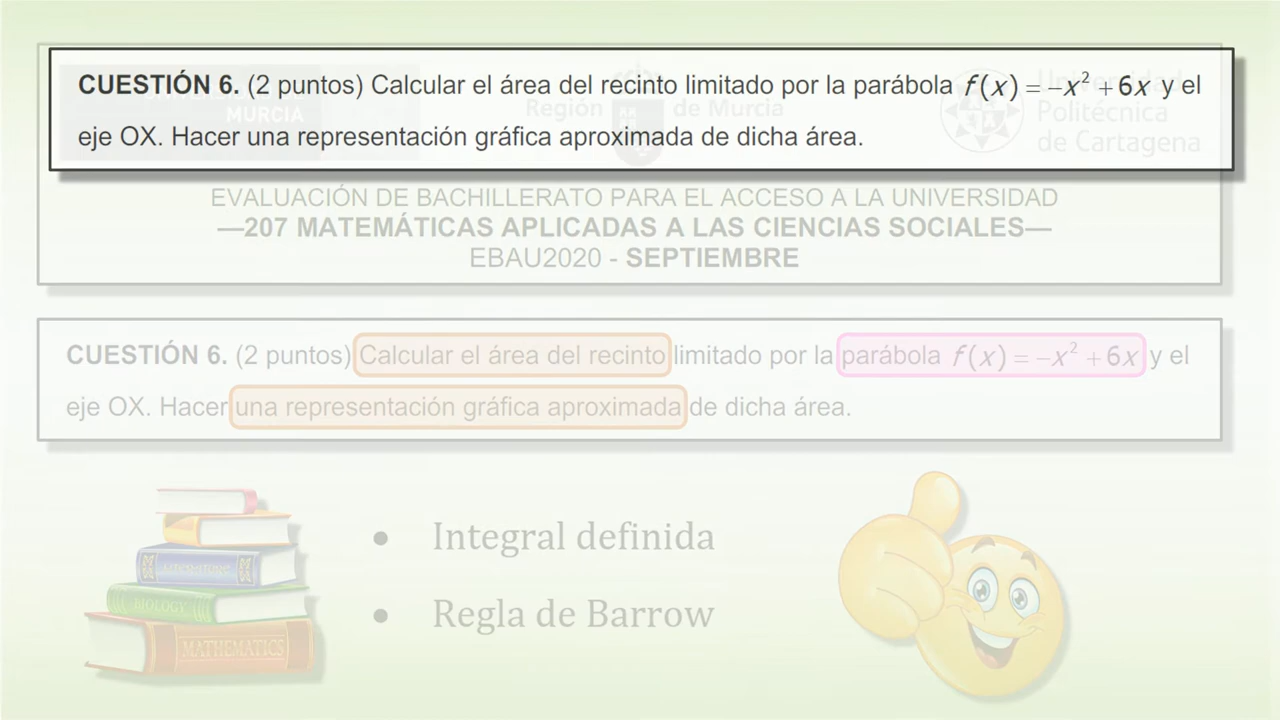 CUESTIÓN 6. (2 puntos) Calcular el área del recinto limitado por la parábola f(x) = −x² + 6x y el
eje OX. Hacer una representación gráfica aproximada de dicha área.
MURCIA
Región de Murcia
Universidad
Politécnica
de Cartagena
EVALUACIÓN DE BACHILLERATO PARA EL ACCESO A LA UNIVERSIDAD
—207 MATEMÁTICAS APLICADAS A LAS CIENCIAS SOCIALES—
EBAU2020 - SEPTIEMBRE
CUESTIÓN 6. (2 puntos) Calcular el área del recinto limitado por la parábola f(x) = −x² + 6x y el
eje OX. Hacer una representación gráfica aproximada de dicha área.
• Integral definida
• Regla de Barrow
BIOLOGY
MATHEMATICS